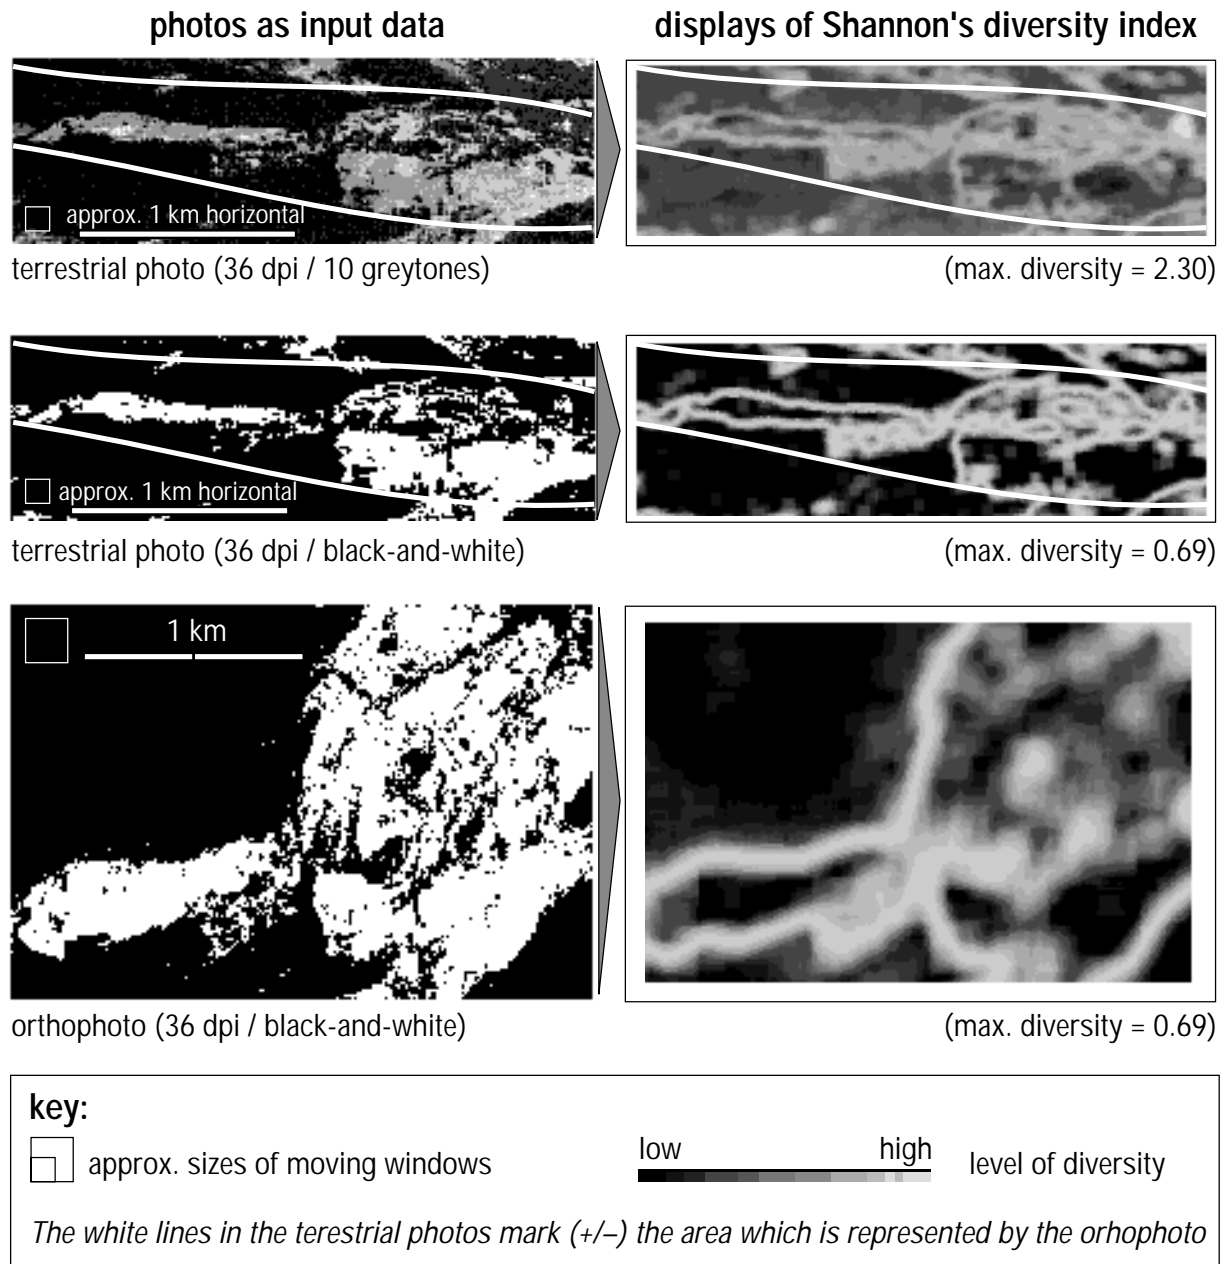 photos as input data
displays of Shannon's diversity index
approx. 1 km horizontal
terrestrial photo (36 dpi / 10 greytones)
(max. diversity = 2.30)
approx. 1 km horizontal
terrestrial photo (36 dpi / black-and-white)
(max. diversity = 0.69)
1 km
orthophoto (36 dpi / black-and-white)
(max. diversity = 0.69)
key:
approx. sizes of moving windows
low
high
level of diversity
The white lines in the terestrial photos mark (+/–) the area which is represented by the orhophoto